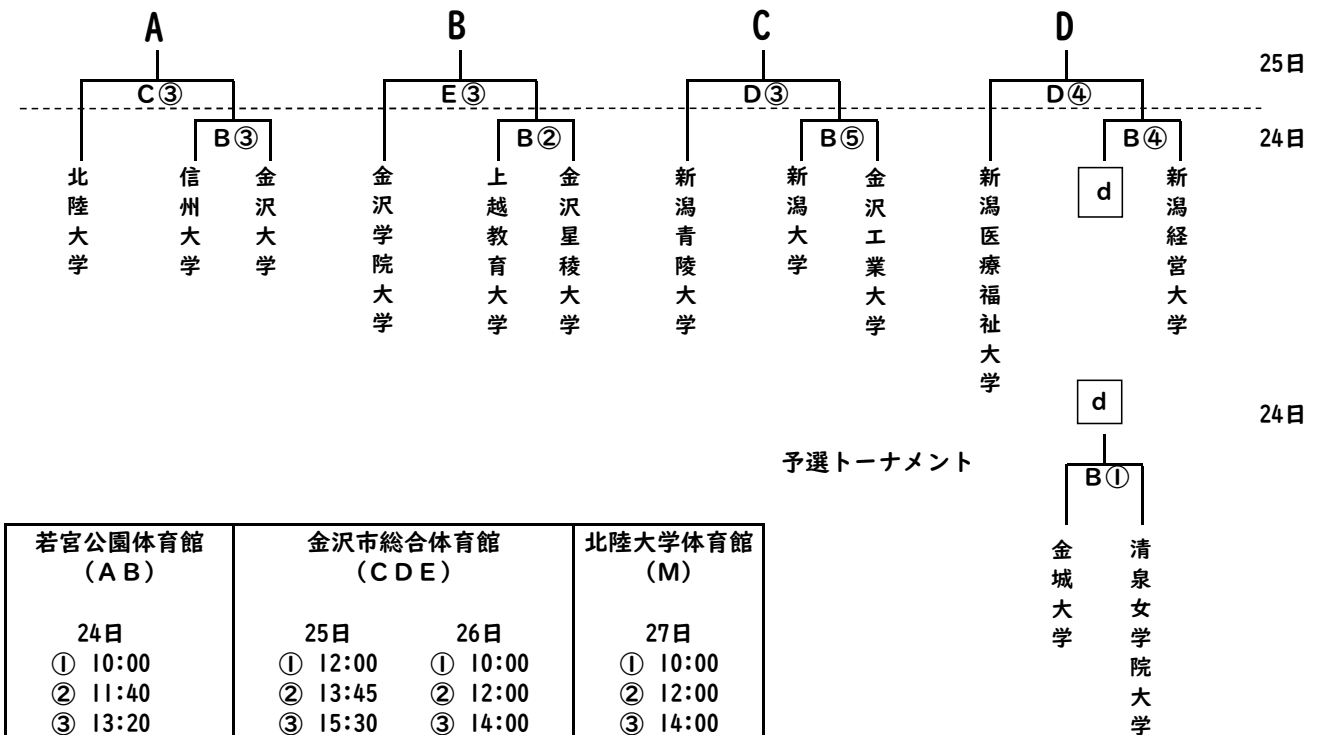 A B C D
25日
C③ E③ D③ D④
B③ B② B⑤ B④
24日
北陸大学
信州大学
金沢大学
金沢学院大学
上越教育大学
金沢星稜大学
新潟青陵大学
新潟大学
金沢工業大学
新潟医療福祉大学
d
新潟経営大学
d
24日
予選トーナメント
B①
金城大学
清泉女学院大学
若宮公園体育館
(AB)
24日
① 10:00
② 11:40
③ 13:20
金沢市総合体育館
(CDE)
25日 26日
① 12:00 ① 10:00
② 13:45 ② 12:00
③ 15:30 ③ 14:00
北陸大学体育館
(M)
27日
① 10:00
② 12:00
③ 14:00